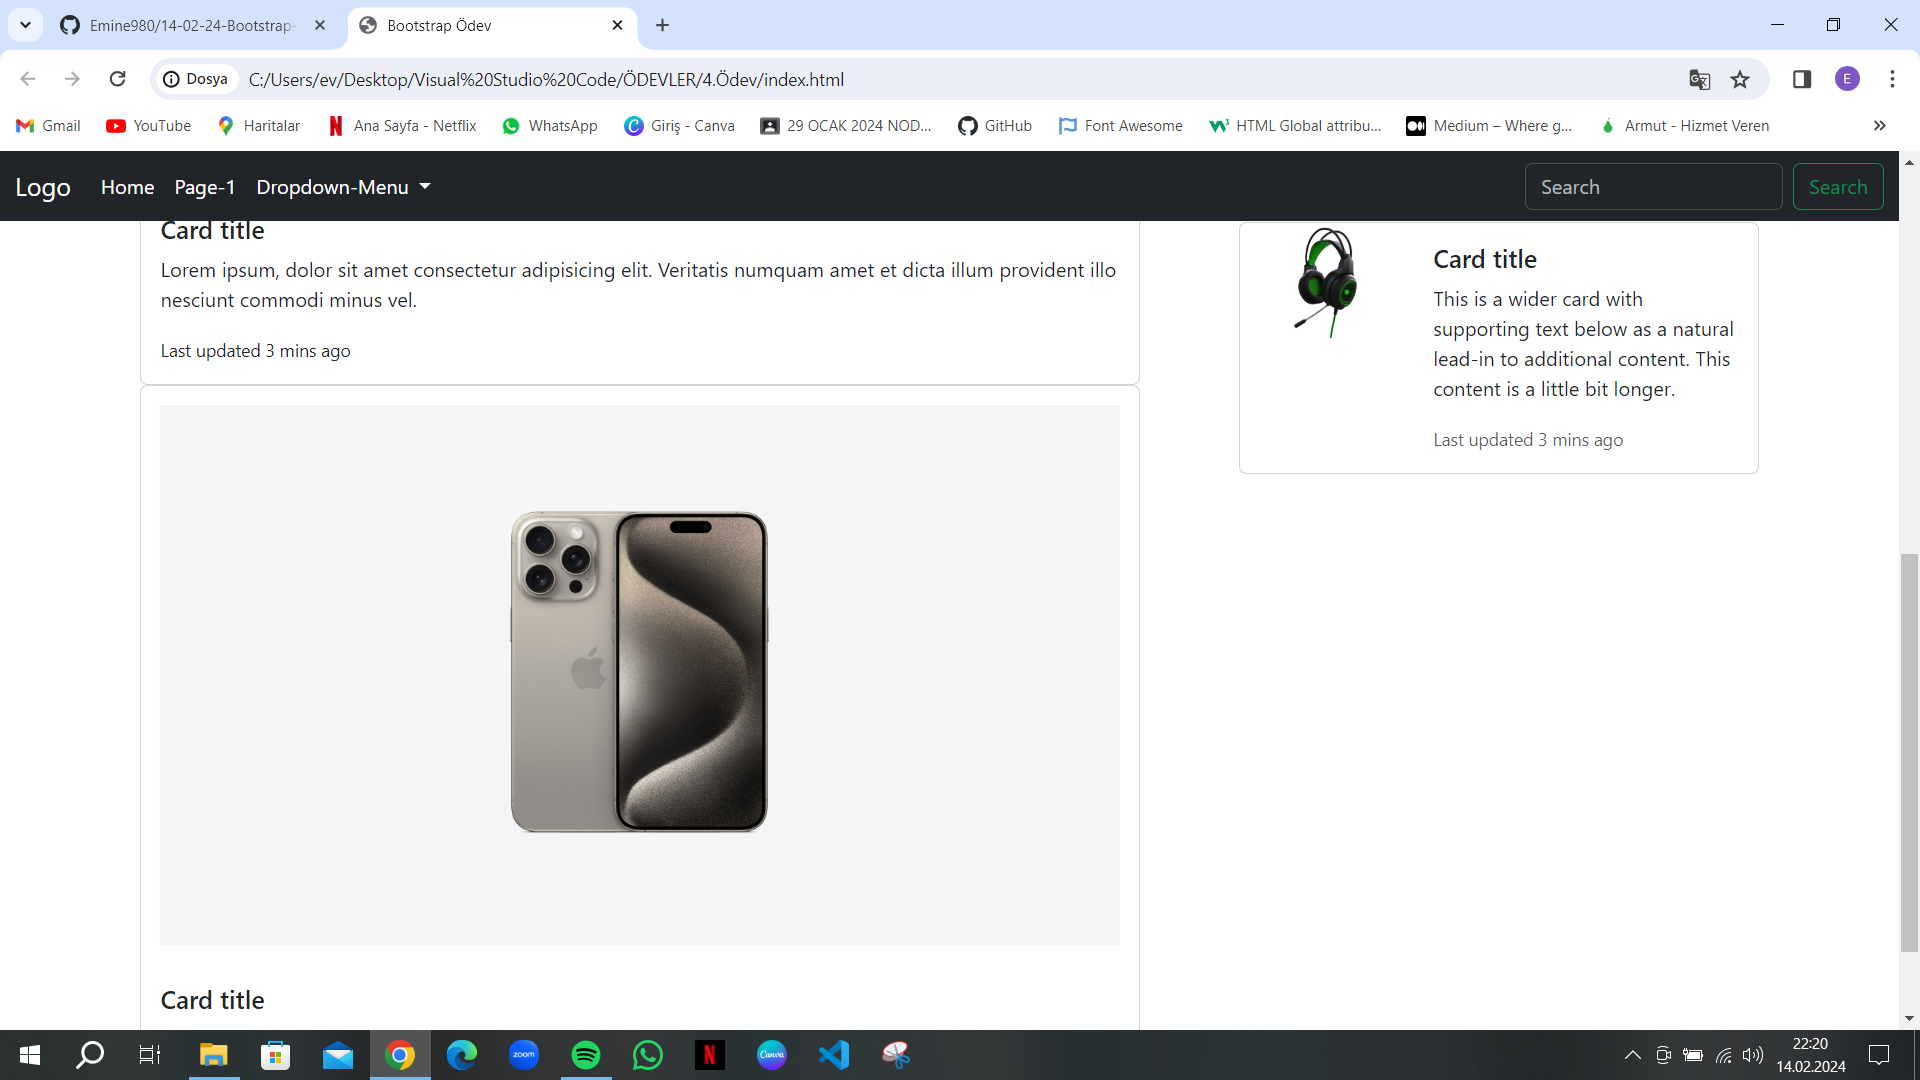 Emine980/14-02-24-Bootstrap-
Bootstrap Ödev
Dosya
C:/Users/ev/Desktop/Visual%20Studio%20Code/ÖDEVLER/4.Ödev/index.html
E
Gmail
YouTube
Haritalar
Ana Sayfa - Netflix
WhatsApp
Giriş - Canva
29 OCAK 2024 NOD...
GitHub
Font Awesome
HTML Global attribu...
Medium – Where g...
Armut - Hizmet Veren
Logo
Home
Page-1
Dropdown-Menu
Search
Search
Card title
Lorem ipsum, dolor sit amet consectetur adipisicing elit. Veritatis numquam amet et dicta illum provident illo
nesciunt commodi minus vel.
Last updated 3 mins ago
Card title
This is a wider card with
supporting text below as a natural
lead-in to additional content. This
content is a little bit longer.
Last updated 3 mins ago
Card title
zoom
Canva
22:20
14.02.2024